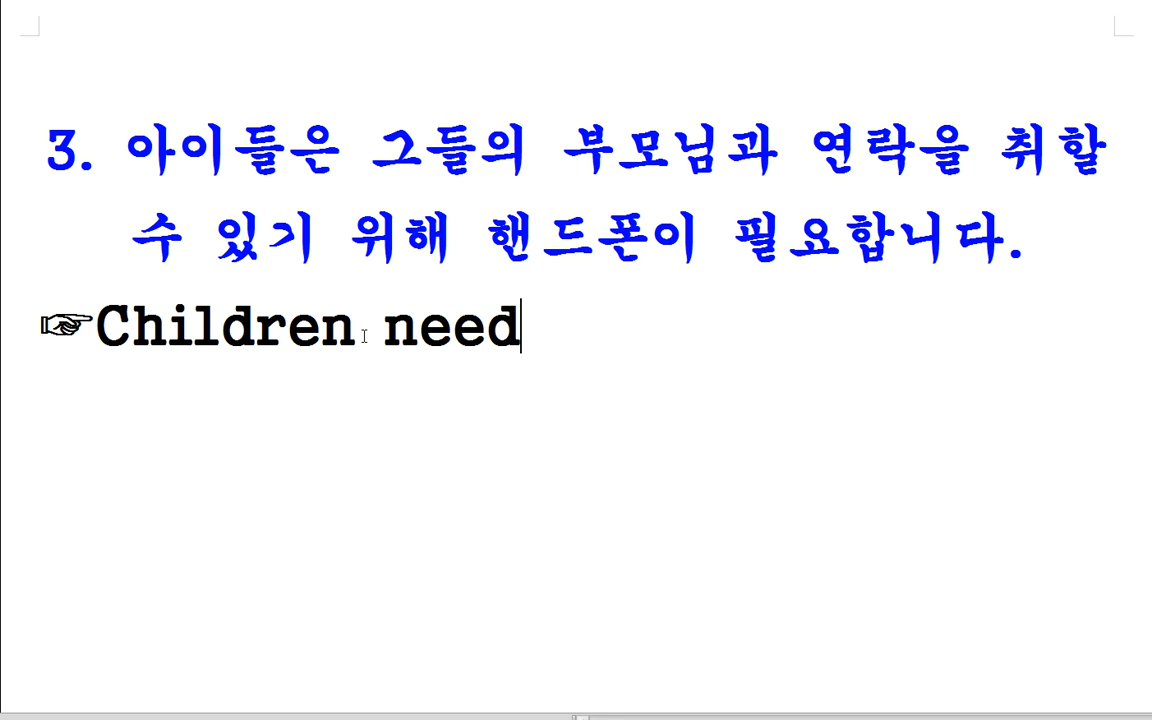 3. 아이들은 그들의 부모님과 연락을 취할
수 있기 위해 핸드폰이 필요합니다.
☞Children need